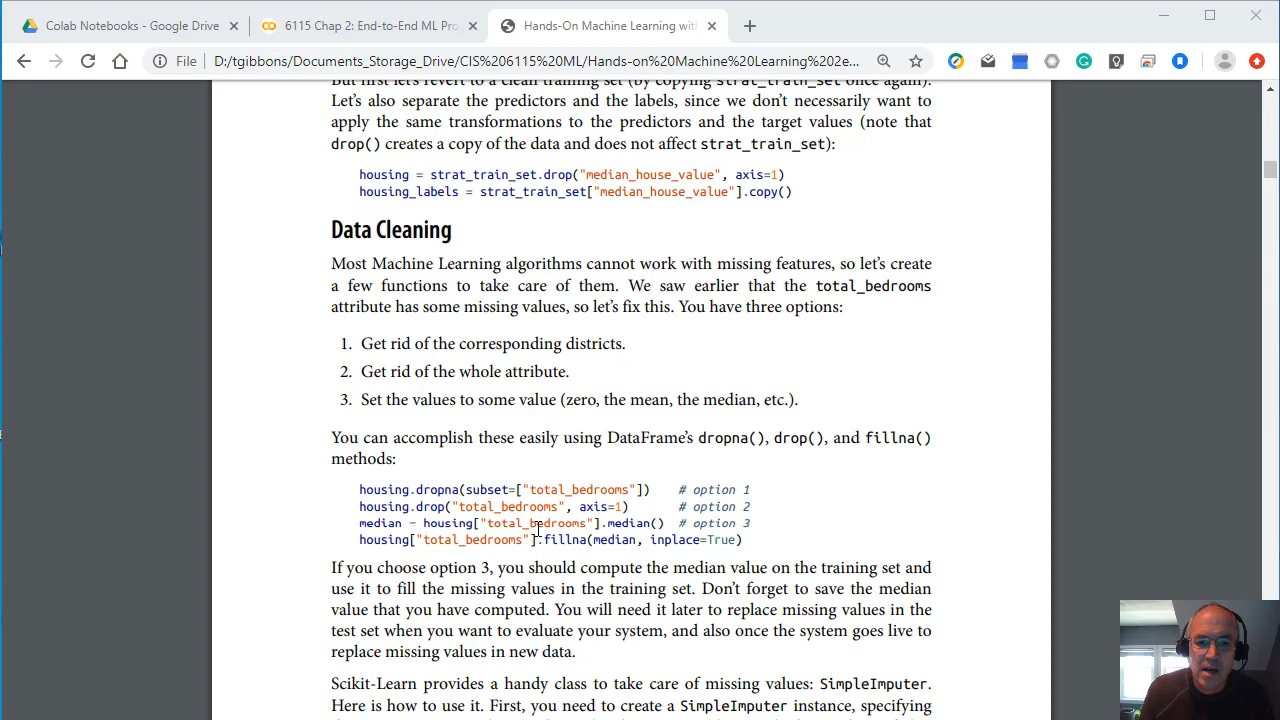 Colab Notebooks - Google Drive
6115 Chap 2: End-to-End ML Pro
Hands-On Machine Learning with
File
D:/tgibbons/Documents_Storage_Drive/CIS%206115%20ML/Hands-on%20Machine%20Learning%202e...
But first let's revert to a clean training set (by copying strat_train_set once again).
Let's also separate the predictors and the labels, since we don't necessarily want to
apply the same transformations to the predictors and the target values (note that
drop() creates a copy of the data and does not affect strat_train_set):
housing = strat_train_set.drop("median_house_value", axis=1)
housing_labels = strat_train_set["median_house_value"].copy()
Data Cleaning
Most Machine Learning algorithms cannot work with missing features, so let's create
a few functions to take care of them. We saw earlier that the total_bedrooms
attribute has some missing values, so let's fix this. You have three options:
1. Get rid of the corresponding districts.
2. Get rid of the whole attribute.
3. Set the values to some value (zero, the mean, the median, etc.).
You can accomplish these easily using DataFrame's dropna(), drop(), and fillna()
methods:
housing.dropna(subset=["total_bedrooms"]) # option 1
housing.drop("total_bedrooms", axis=1) # option 2
median = housing["total_bedrooms"].median() # option 3
housing["total_bedrooms"].fillna(median, inplace=True)
If you choose option 3, you should compute the median value on the training set and
use it to fill the missing values in the training set. Don't forget to save the median
value that you have computed. You will need it later to replace missing values in the
test set when you want to evaluate your system, and also once the system goes live to
replace missing values in new data.
Scikit-Learn provides a handy class to take care of missing values: SimpleImputer.
Here is how to use it. First, you need to create a SimpleImputer instance, specifying